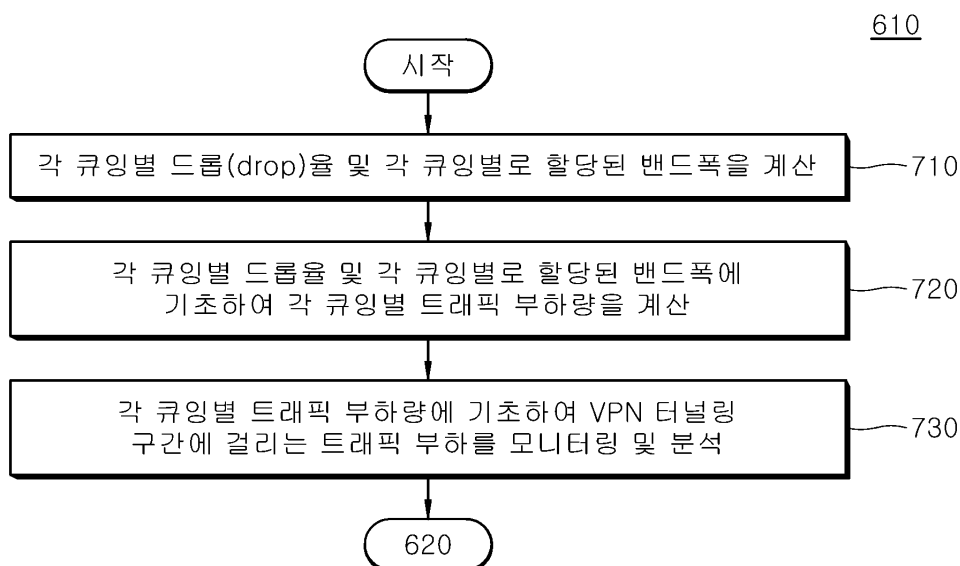 610
시작
각 큐잉별 드롭(drop)율 및 각 큐잉별로 할당된 밴드폭을 계산
710
각 큐잉별 드롭율 및 각 큐잉별로 할당된 밴드폭에
기초하여 각 큐잉별 트래픽 부하량을 계산
720
각 큐잉별 트래픽 부하량에 기초하여 VPN 터널링
구간에 걸리는 트래픽 부하를 모니터링 및 분석
730
620